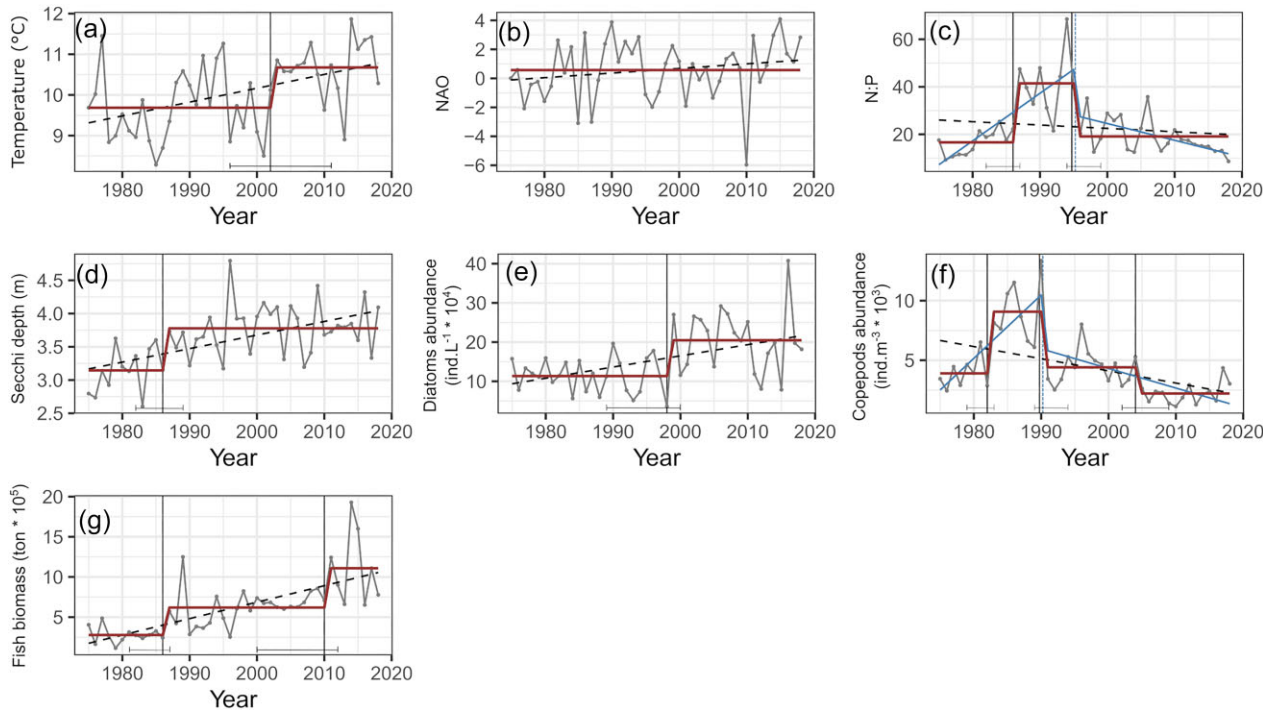 (a)
Temperature (°C)
12
11
10
9
1980 1990 2000 2010 2020
Year
(b)
NAO
4
2
0
−2
−4
−6
1980 1990 2000 2010 2020
Year
(c)
N:P
60
40
20
1980 1990 2000 2010 2020
Year
(d)
Secchi depth (m)
4.5
4.0
3.5
3.0
2.5
1980 1990 2000 2010 2020
Year
(e)
Diatoms abundance
(ind.L⁻¹ * 10⁴)
40
30
20
10
1980 1990 2000 2010 2020
Year
(f)
Copepods abundance
(ind.m⁻³ * 10³)
10
5
1980 1990 2000 2010 2020
Year
(g)
Fish biomass (ton * 10⁵)
20
15
10
5
1980 1990 2000 2010 2020
Year